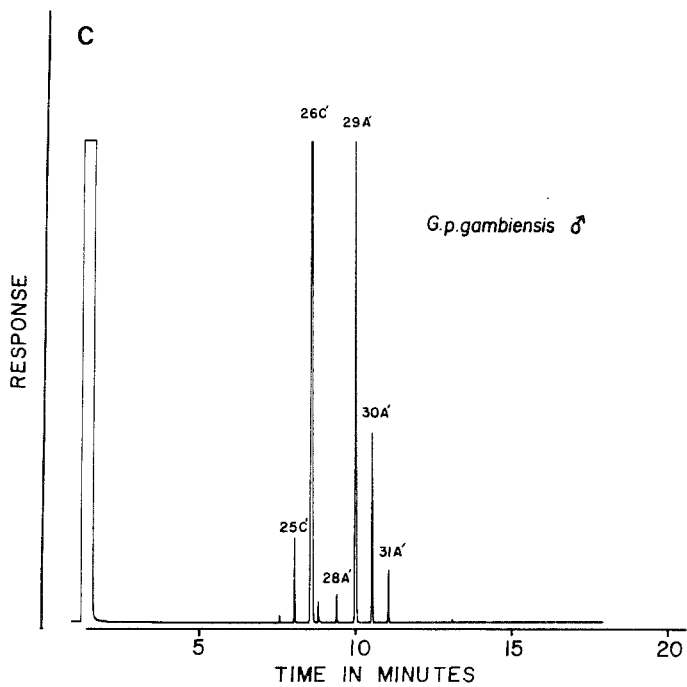 C
26C′ 29A′
G.p.gambiensis ♂
RESPONSE
30A′
25C′
31A′
28A′
5 10 15 20
TIME IN MINUTES